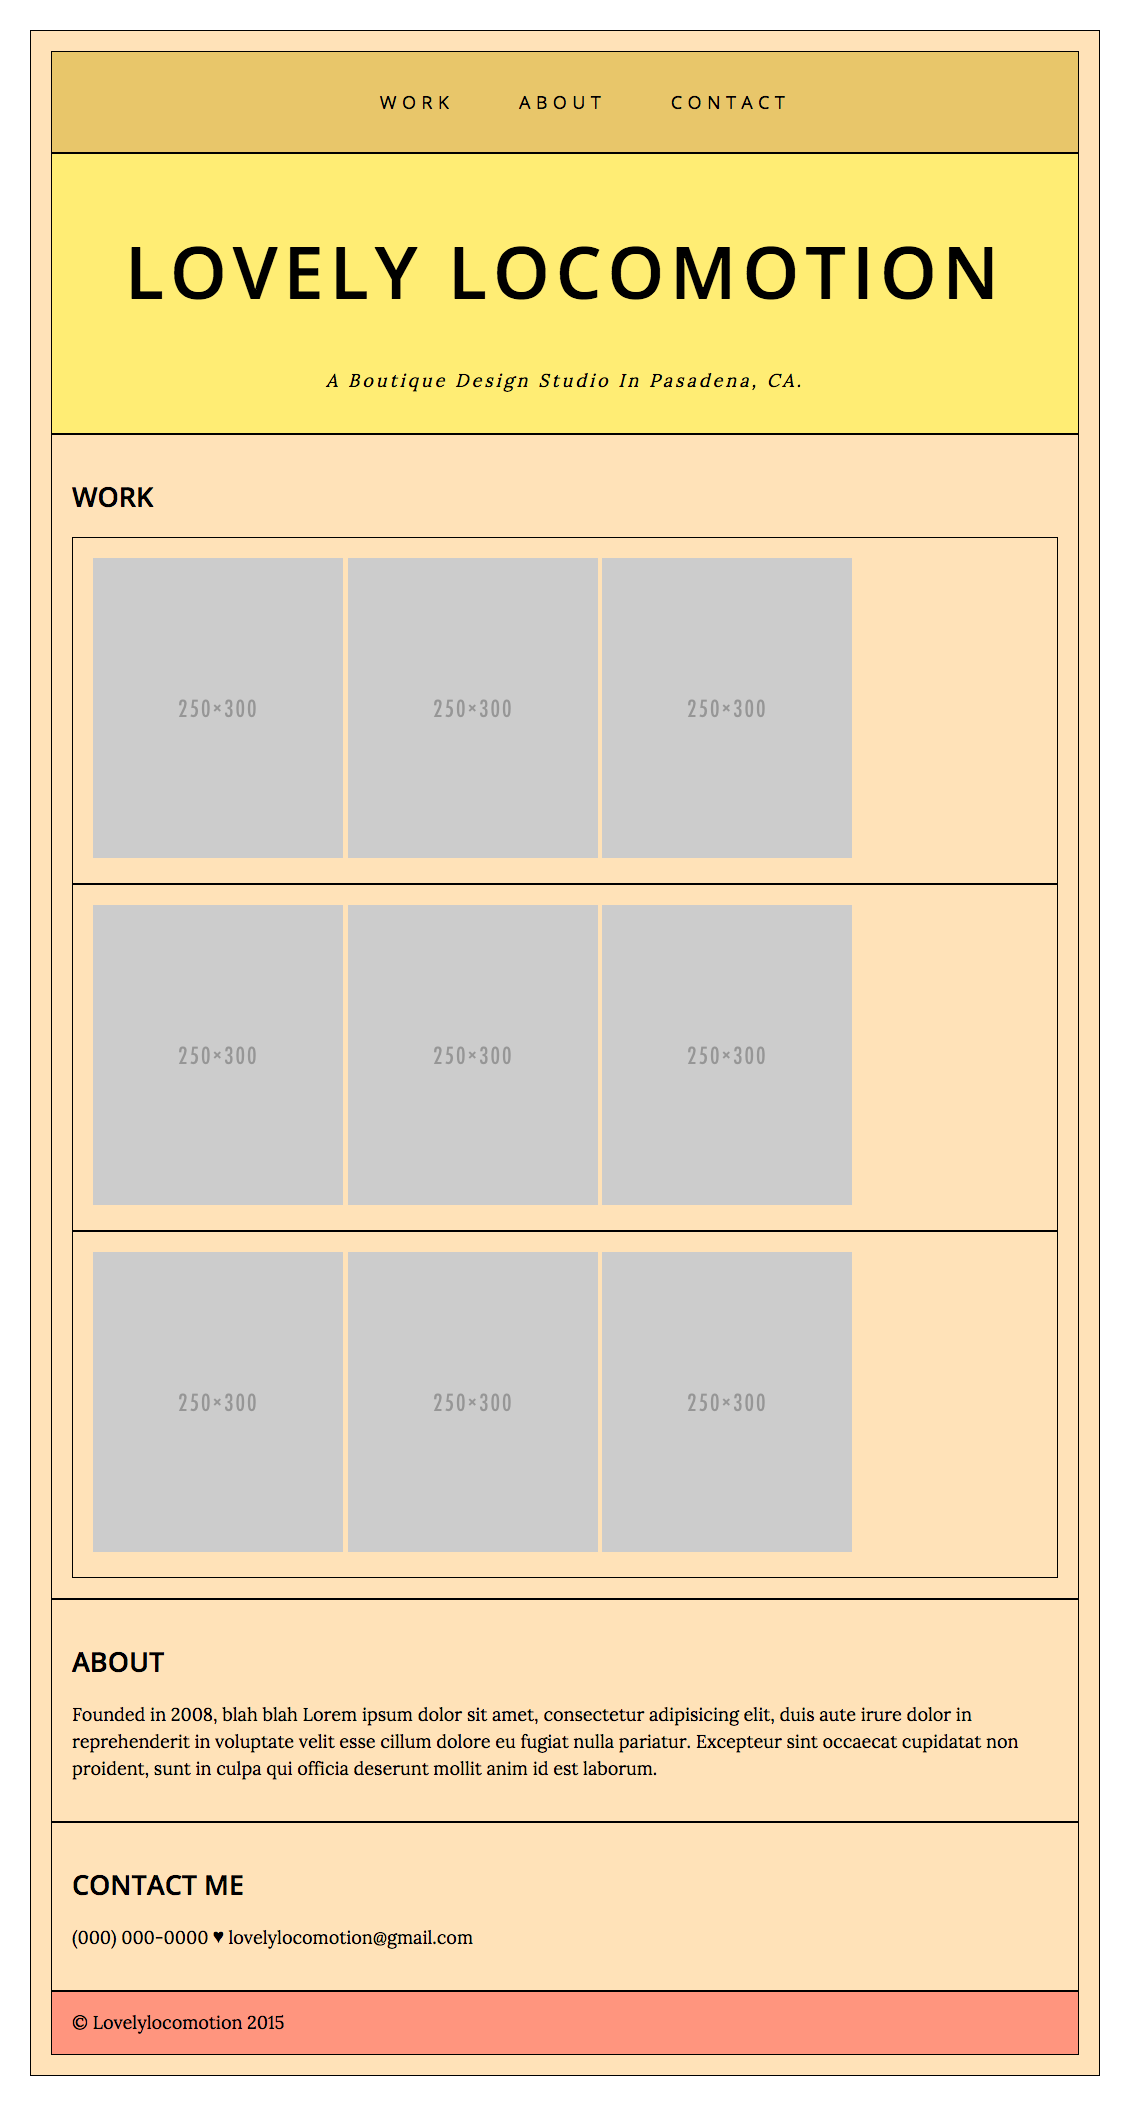 WORK ABOUT CONTACT
LOVELY LOCOMOTION
A Boutique Design Studio In Pasadena, CA.
WORK
250×300 250×300 250×300
250×300 250×300 250×300
250×300 250×300 250×300
ABOUT
Founded in 2008, blah blah Lorem ipsum dolor sit amet, consectetur adipisicing elit, duis aute irure dolor in
reprehenderit in voluptate velit esse cillum dolore eu fugiat nulla pariatur. Excepteur sint occaecat cupidatat non
proident, sunt in culpa qui officia deserunt mollit anim id est laborum.
CONTACT ME
(000) 000-0000 ♥ lovelylocomotion@gmail.com
© Lovelylocomotion 2015